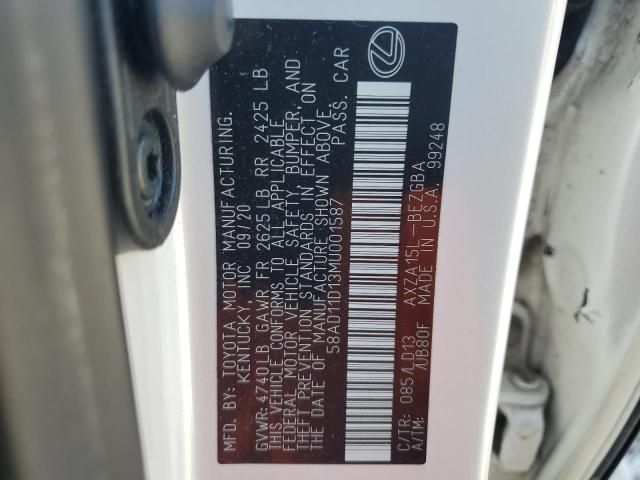 MFD. BY: TOYOTA MOTOR MANUFACTURING.
KENTUCKY, INC 09/20
GVWR: 4740 LB GAWR: FR 2625 LB RR 2425 LB
THIS VEHICLE CONFORMS TO ALL APPLICABLE
FEDERAL MOTOR VEHICLE SAFETY, BUMPER, AND
THEFT PREVENTION STANDARDS IN EFFECT ON
THE DATE OF MANUFACTURE SHOWN ABOVE.
58AD11D13MU001587 PASS. CAR
C/TR: 085/LD13 AXZA15L-BEZGBA
A/TM: /UB80F MADE IN U.S.A. 99248